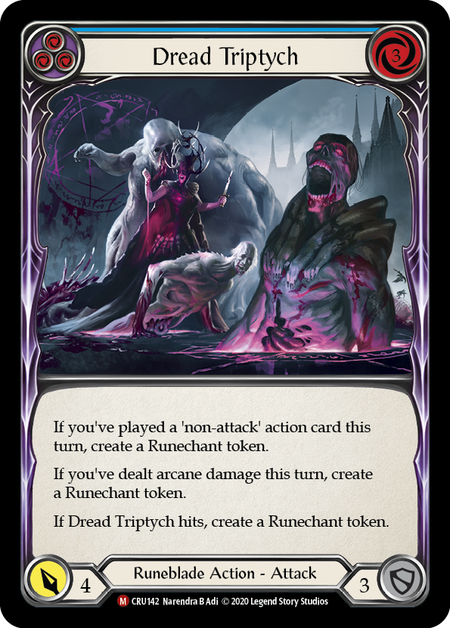 Dread Triptych
3
If you've played a 'non-attack' action card this
turn, create a Runechant token.
If you've dealt arcane damage this turn, create
a Runechant token.
If Dread Triptych hits, create a Runechant token.
4
Runeblade Action - Attack
3
M CRU142 Narendra B Adi © 2020 Legend Story Studios